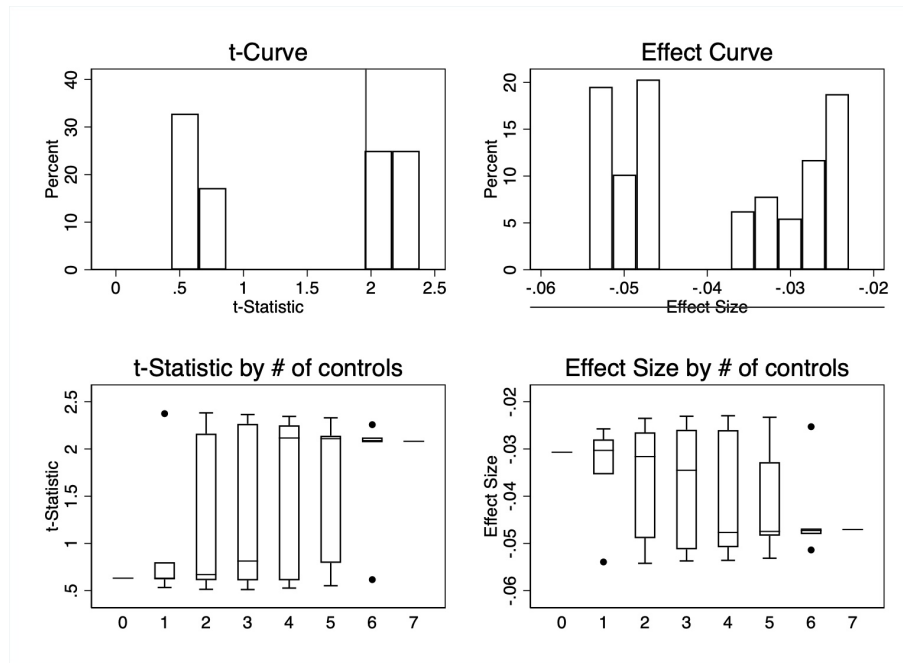 t-Curve
Percent
0
10
20
30
40
0 .5 1 1.5 2 2.5
t-Statistic
Effect Curve
Percent
0
5
10
15
20
-.06 -.05 -.04 -.03 -.02
Effect Size
t-Statistic by # of controls
t-Statistic
.5
1
1.5
2
2.5
0 1 2 3 4 5 6 7
Effect Size by # of controls
Effect Size
-.06
-.05
-.04
-.03
-.02
0 1 2 3 4 5 6 7